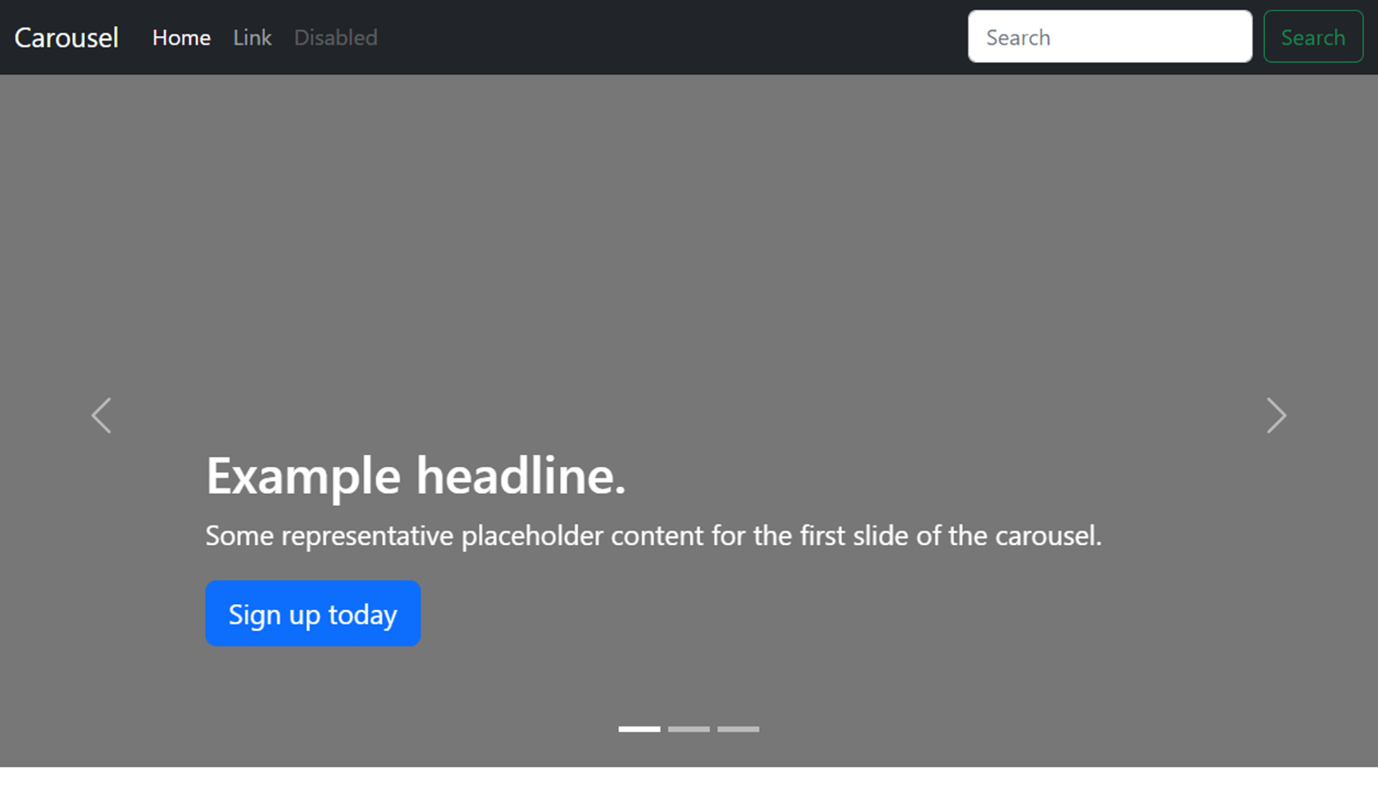 Carousel Home Link Disabled Search Search
Example headline.
Some representative placeholder content for the first slide of the carousel.
Sign up today